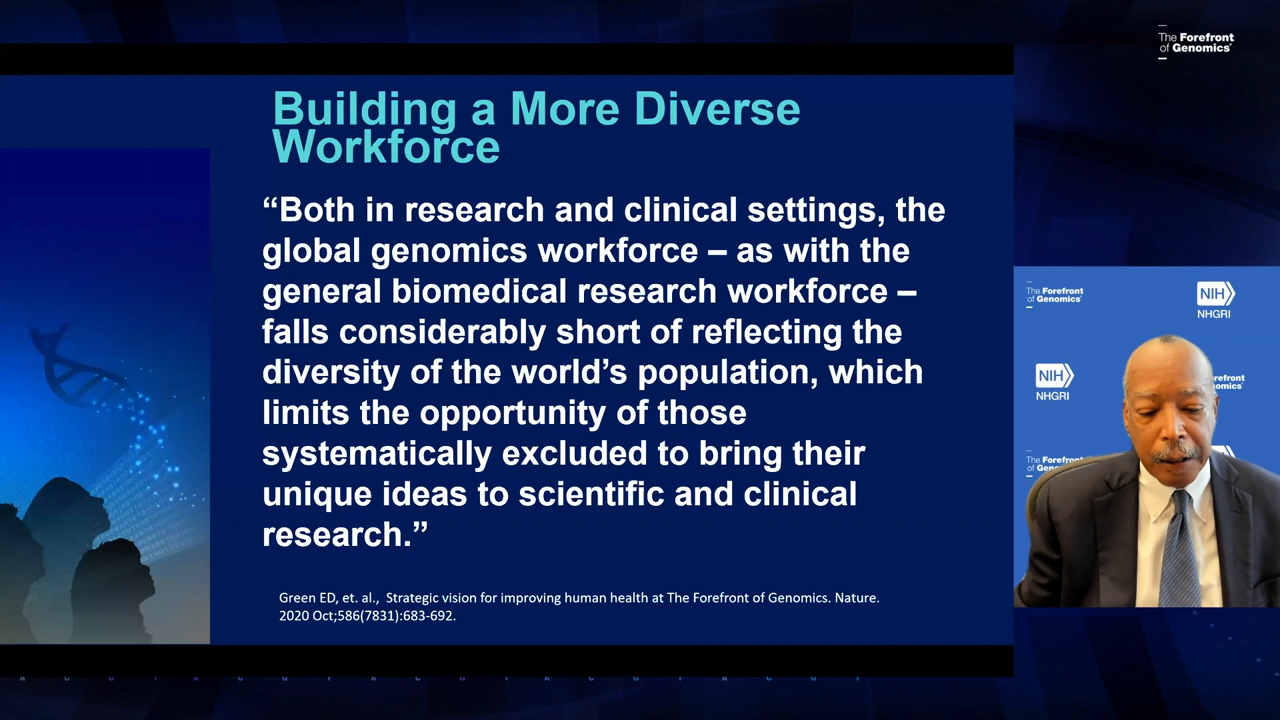 The Forefront
of Genomics®
Building a More Diverse
Workforce
“Both in research and clinical settings, the
global genomics workforce – as with the
general biomedical research workforce –
falls considerably short of reflecting the
diversity of the world’s population, which
limits the opportunity of those
systematically excluded to bring their
unique ideas to scientific and clinical
research.”
Green ED, et. al., Strategic vision for improving human health at The Forefront of Genomics. Nature.
2020 Oct;586(7831):683-692.
The Forefront
of Genomics®
NIH
NHGRI
NIH
NHGRI